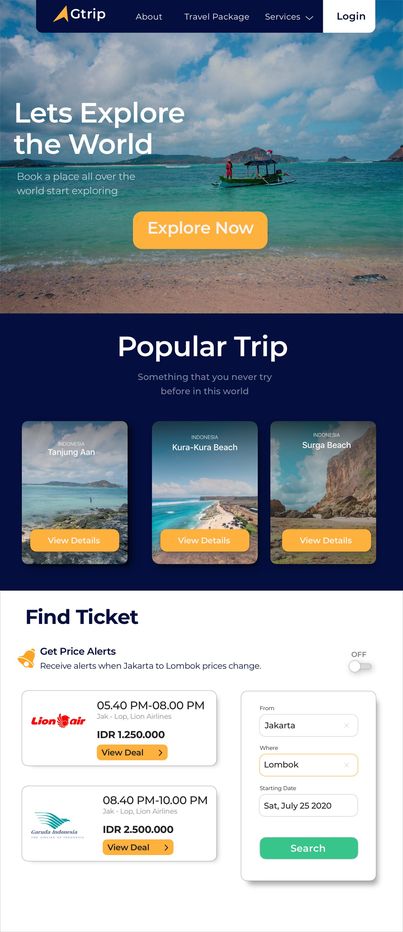 Gtrip
About
Travel Package
Services
Login
Lets Explore
the World
Book a place all over the
world start exploring
Explore Now
Popular Trip
Something that you never try
before in this world
INDONESIA
Tanjung Aan
View Details
INDONESIA
Kura-Kura Beach
View Details
INDONESIA
Surga Beach
View Details
Find Ticket
Get Price Alerts
Receive alerts when Jakarta to Lombok prices change.
OFF
Lion air
05.40 PM-08.00 PM
Jak - Lop, Lion Airlines
IDR 1.250.000
View Deal
Garuda Indonesia
08.40 PM-10.00 PM
Jak - Lop, Lion Airlines
IDR 2.500.000
View Deal
From
Jakarta
Where
Lombok
Starting Date
Sat, July 25 2020
Search